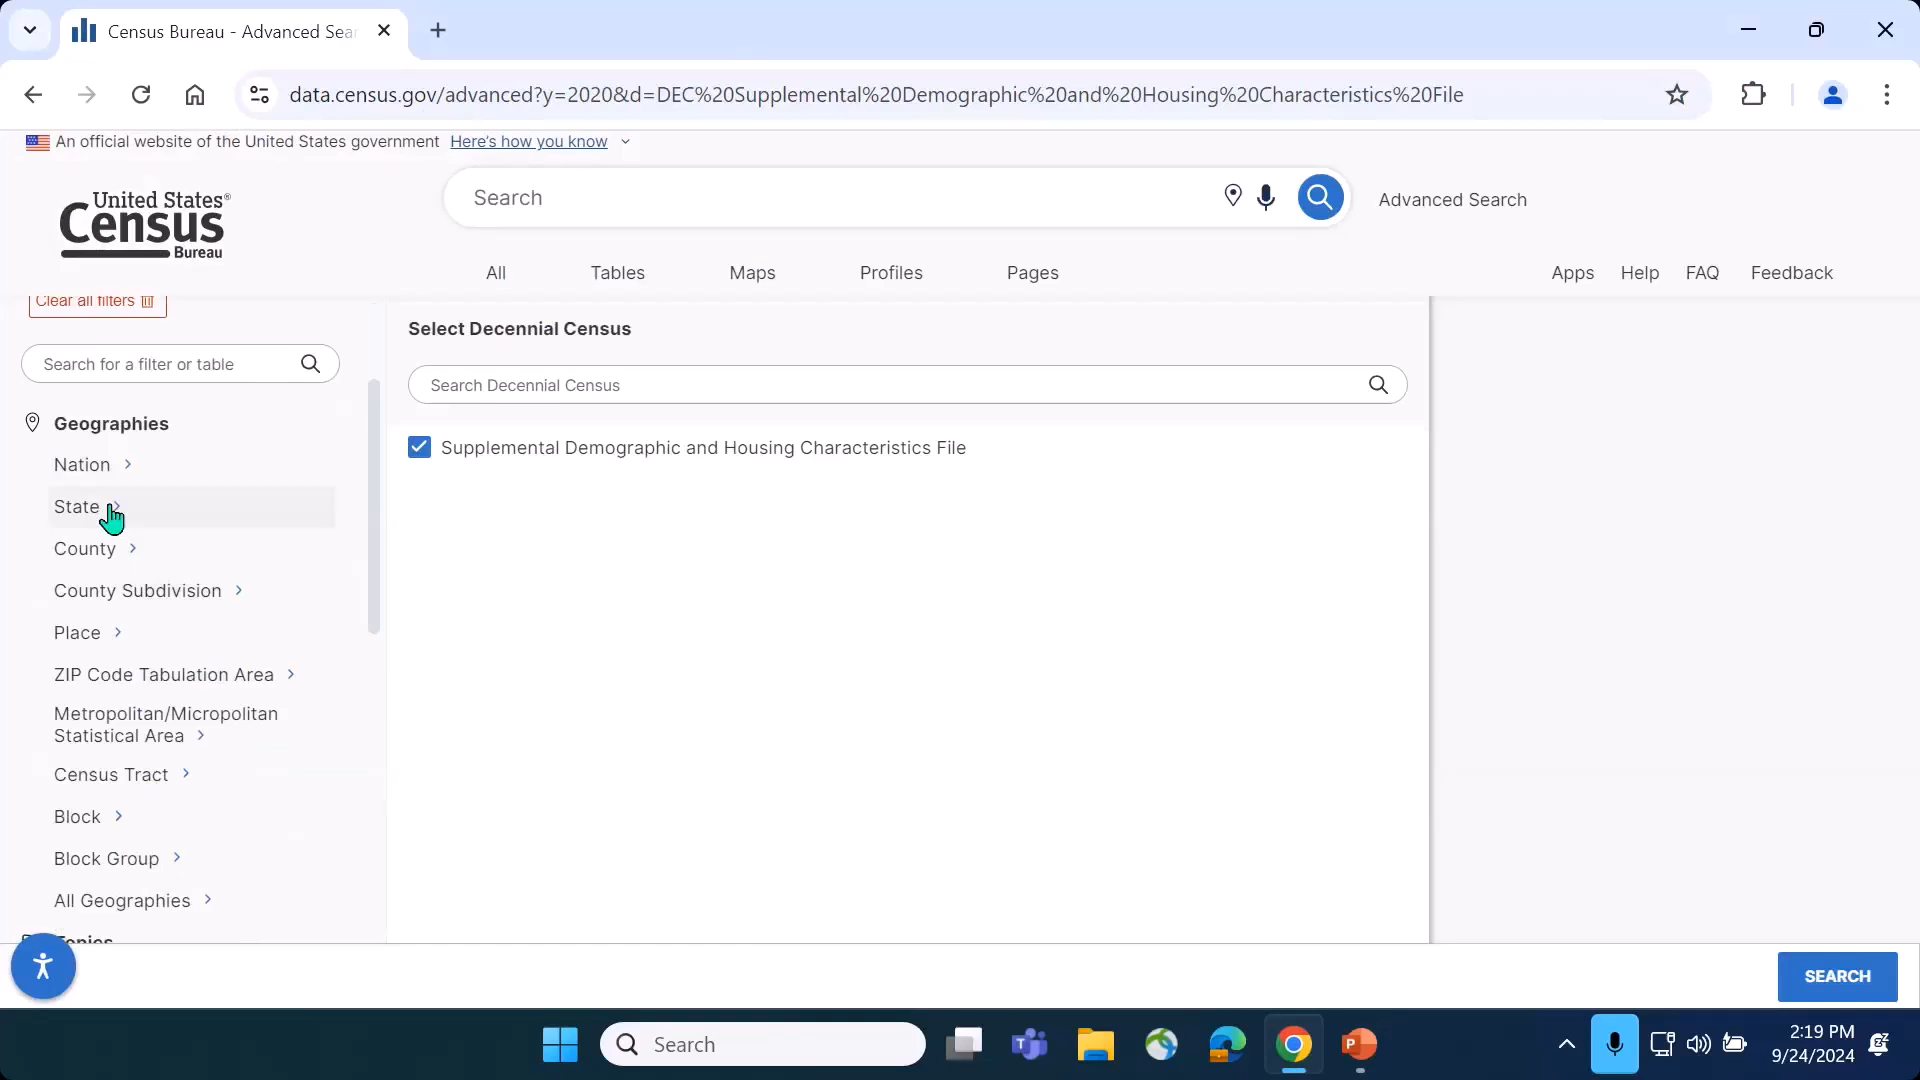 Census Bureau - Advanced Sea
data.census.gov/advanced?y=2020&d=DEC%20Supplemental%20Demographic%20and%20Housing%20Characteristics%20File
An official website of the United States government Here's how you know
United States®
Census
Bureau
Search
Advanced Search
All Tables Maps Profiles Pages
Apps Help FAQ Feedback
Clear all filters
Search for a filter or table
Geographies
Nation
State
County
County Subdivision
Place
ZIP Code Tabulation Area
Metropolitan/Micropolitan
Statistical Area
Census Tract
Block
Block Group
All Geographies
Topics
Select Decennial Census
Search Decennial Census
Supplemental Demographic and Housing Characteristics File
SEARCH
Search
2:19 PM
9/24/2024